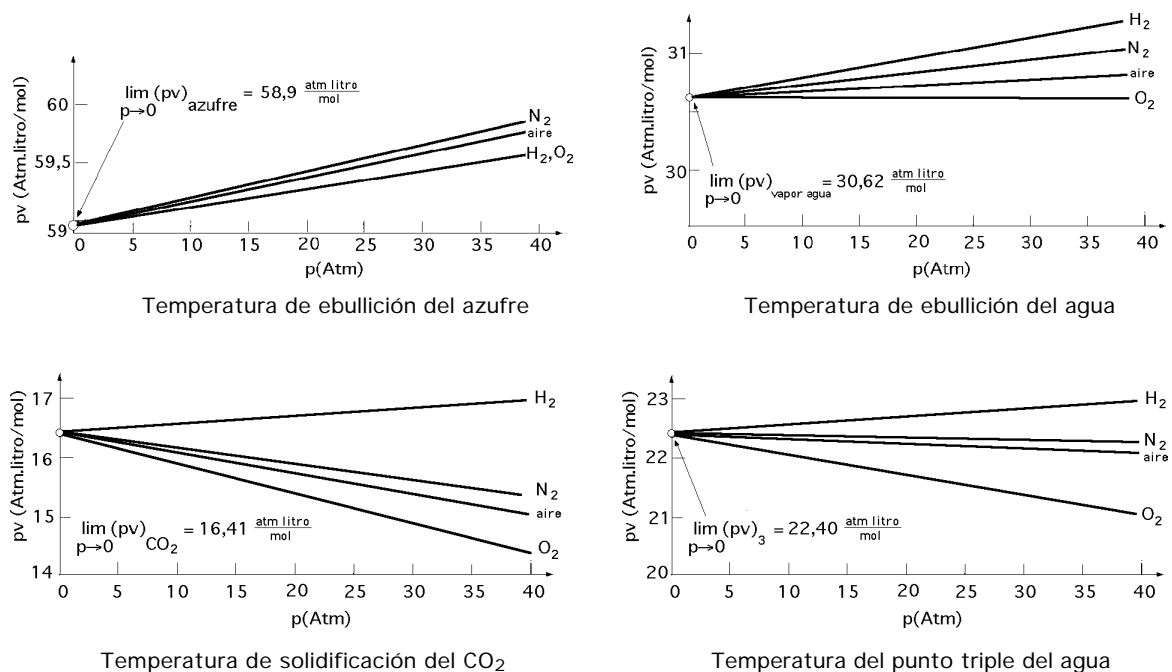 pv (Atm.litro/mol)
60
59,5
59
lim (pv) azufre = 58,9 atm litro/mol
p→0
N2
aire
H2,O2
0 5 10 15 20 25 30 35 40
p(Atm)
Temperatura de ebullición del azufre
pv (Atm.litro/mol)
31
30
H2
N2
aire
O2
lim (pv) vapor agua = 30,62 atm litro/mol
p→0
0 5 10 15 20 25 30 35 40
p(Atm)
Temperatura de ebullición del agua
pv (Atm.litro/mol)
17
16
15
14
H2
N2
aire
O2
lim (pv) CO2 = 16,41 atm litro/mol
p→0
0 5 10 15 20 25 30 35 40
p(Atm)
Temperatura de solidificación del CO2
pv (Atm.litro/mol)
23
22
21
20
H2
N2
aire
O2
lim (pv)3 = 22,40 atm litro/mol
p→0
0 5 10 15 20 25 30 35 40
p(Atm)
Temperatura del punto triple del agua